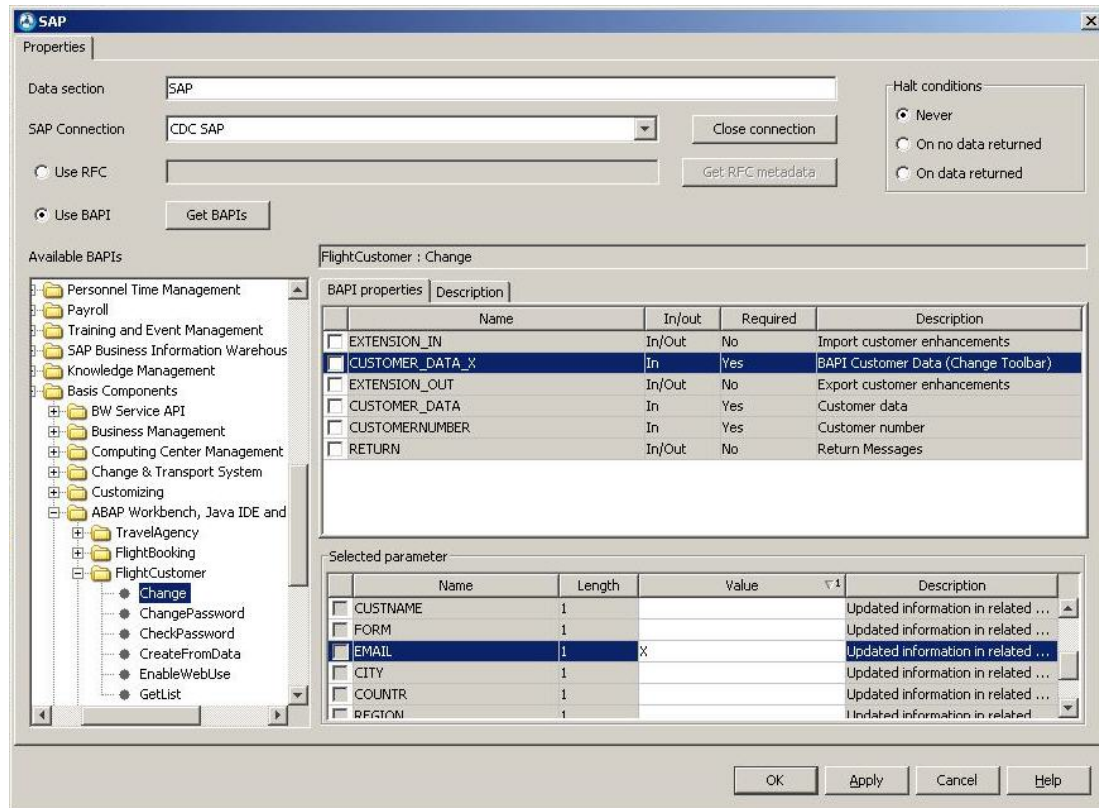 SAP
Properties
Data section SAP
SAP Connection CDC SAP Close connection
Use RFC Get RFC metadata
Use BAPI Get BAPIs
Halt conditions
Never
On no data returned
On data returned
Available BAPIs
Personnel Time Management
Payroll
Training and Event Management
SAP Business Information Warehous
Knowledge Management
Basis Components
BW Service API
Business Management
Computing Center Management
Change & Transport System
Customizing
ABAP Workbench, Java IDE and
TravelAgency
FlightBooking
FlightCustomer
Change
ChangePassword
CheckPassword
CreateFromData
EnableWebUse
GetList
FlightCustomer : Change
BAPI properties Description
Name In/out Required Description
EXTENSION_IN In/Out No Import customer enhancements
CUSTOMER_DATA_X In Yes BAPI Customer Data (Change Toolbar)
EXTENSION_OUT In/Out No Export customer enhancements
CUSTOMER_DATA In Yes Customer data
CUSTOMERNUMBER In Yes Customer number
RETURN In/Out No Return Messages
Selected parameter
Name Length Value 1 Description
CUSTNAME 1 Updated information in related ...
FORM 1 Updated information in related ...
EMAIL 1 X Updated information in related ...
CITY 1 Updated information in related ...
COUNTR 1 Updated information in related ...
REGION 1 Updated information in related
OK Apply Cancel Help